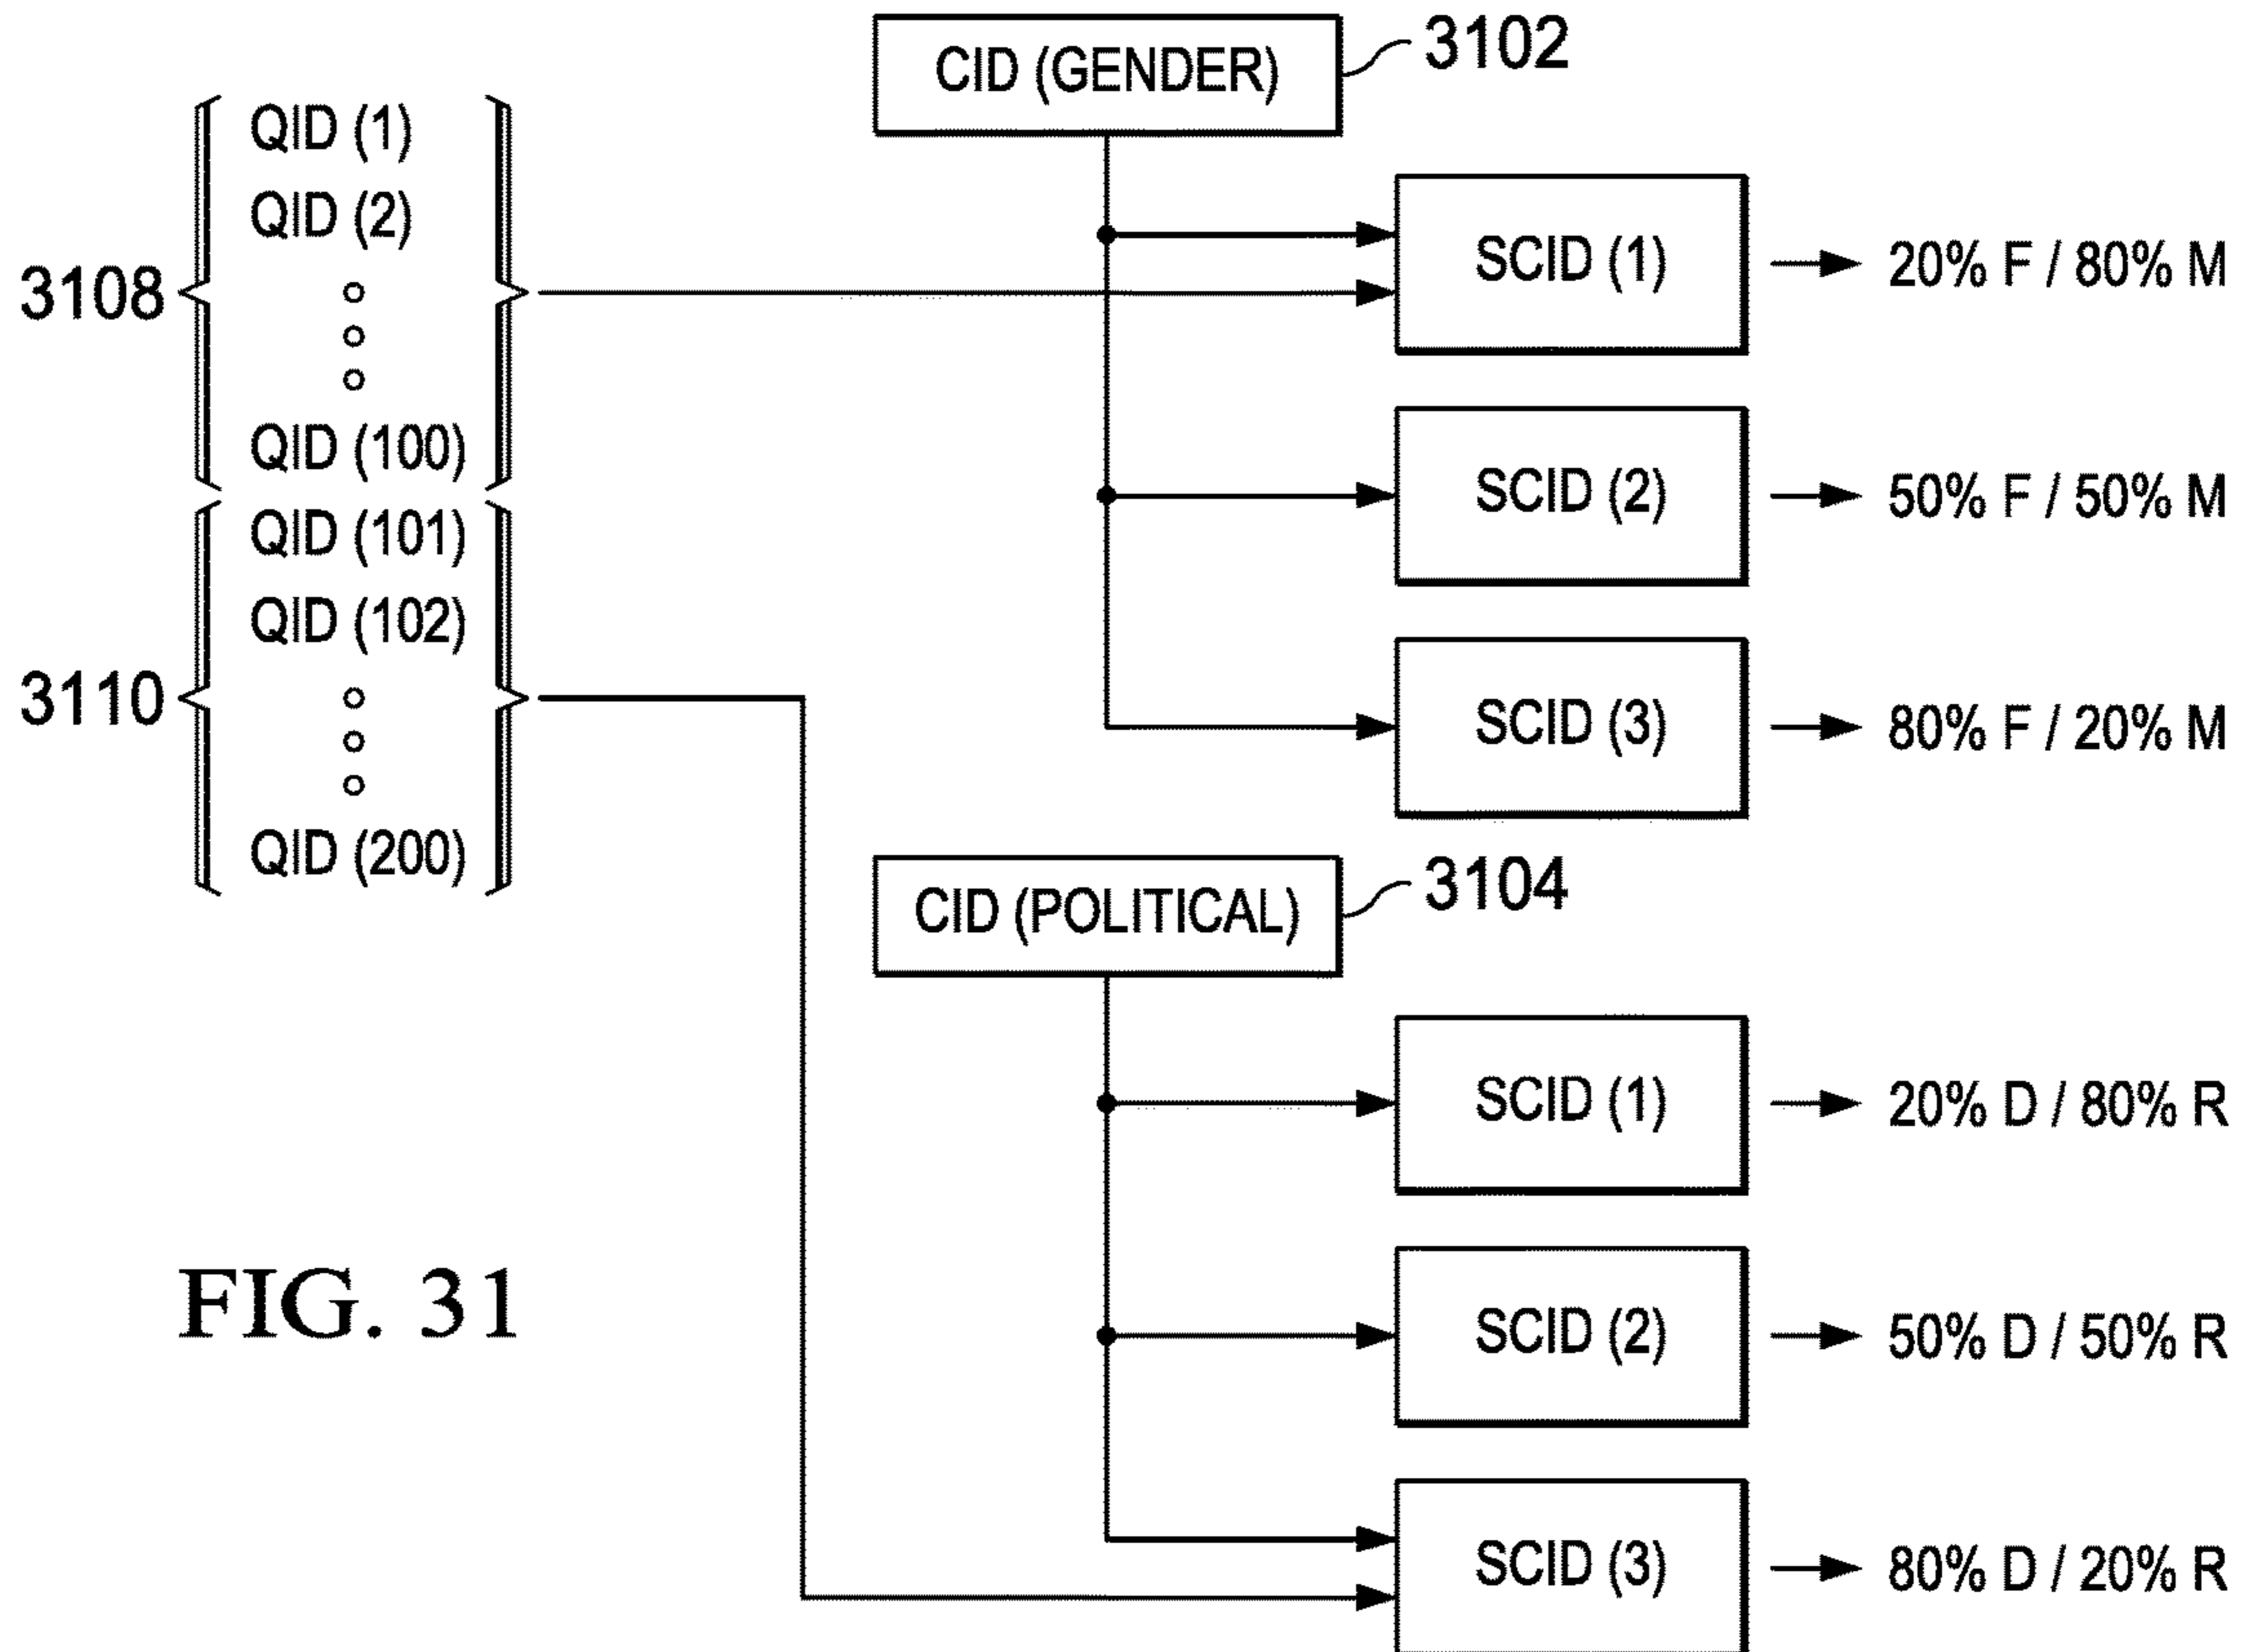 CID (GENDER)
3102
3108
QID (1)
QID (2)
QID (100)
3110
QID (101)
QID (102)
QID (200)
SCID (1)
20% F / 80% M
SCID (2)
50% F / 50% M
SCID (3)
80% F / 20% M
CID (POLITICAL)
3104
SCID (1)
20% D / 80% R
SCID (2)
50% D / 50% R
SCID (3)
80% D / 20% R
FIG. 31